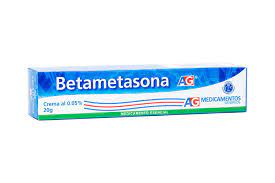 Betametasona AG
Crema al 0.05%
20g
AG MEDICAMENTOS
MEDICAMENTO ESENCIAL